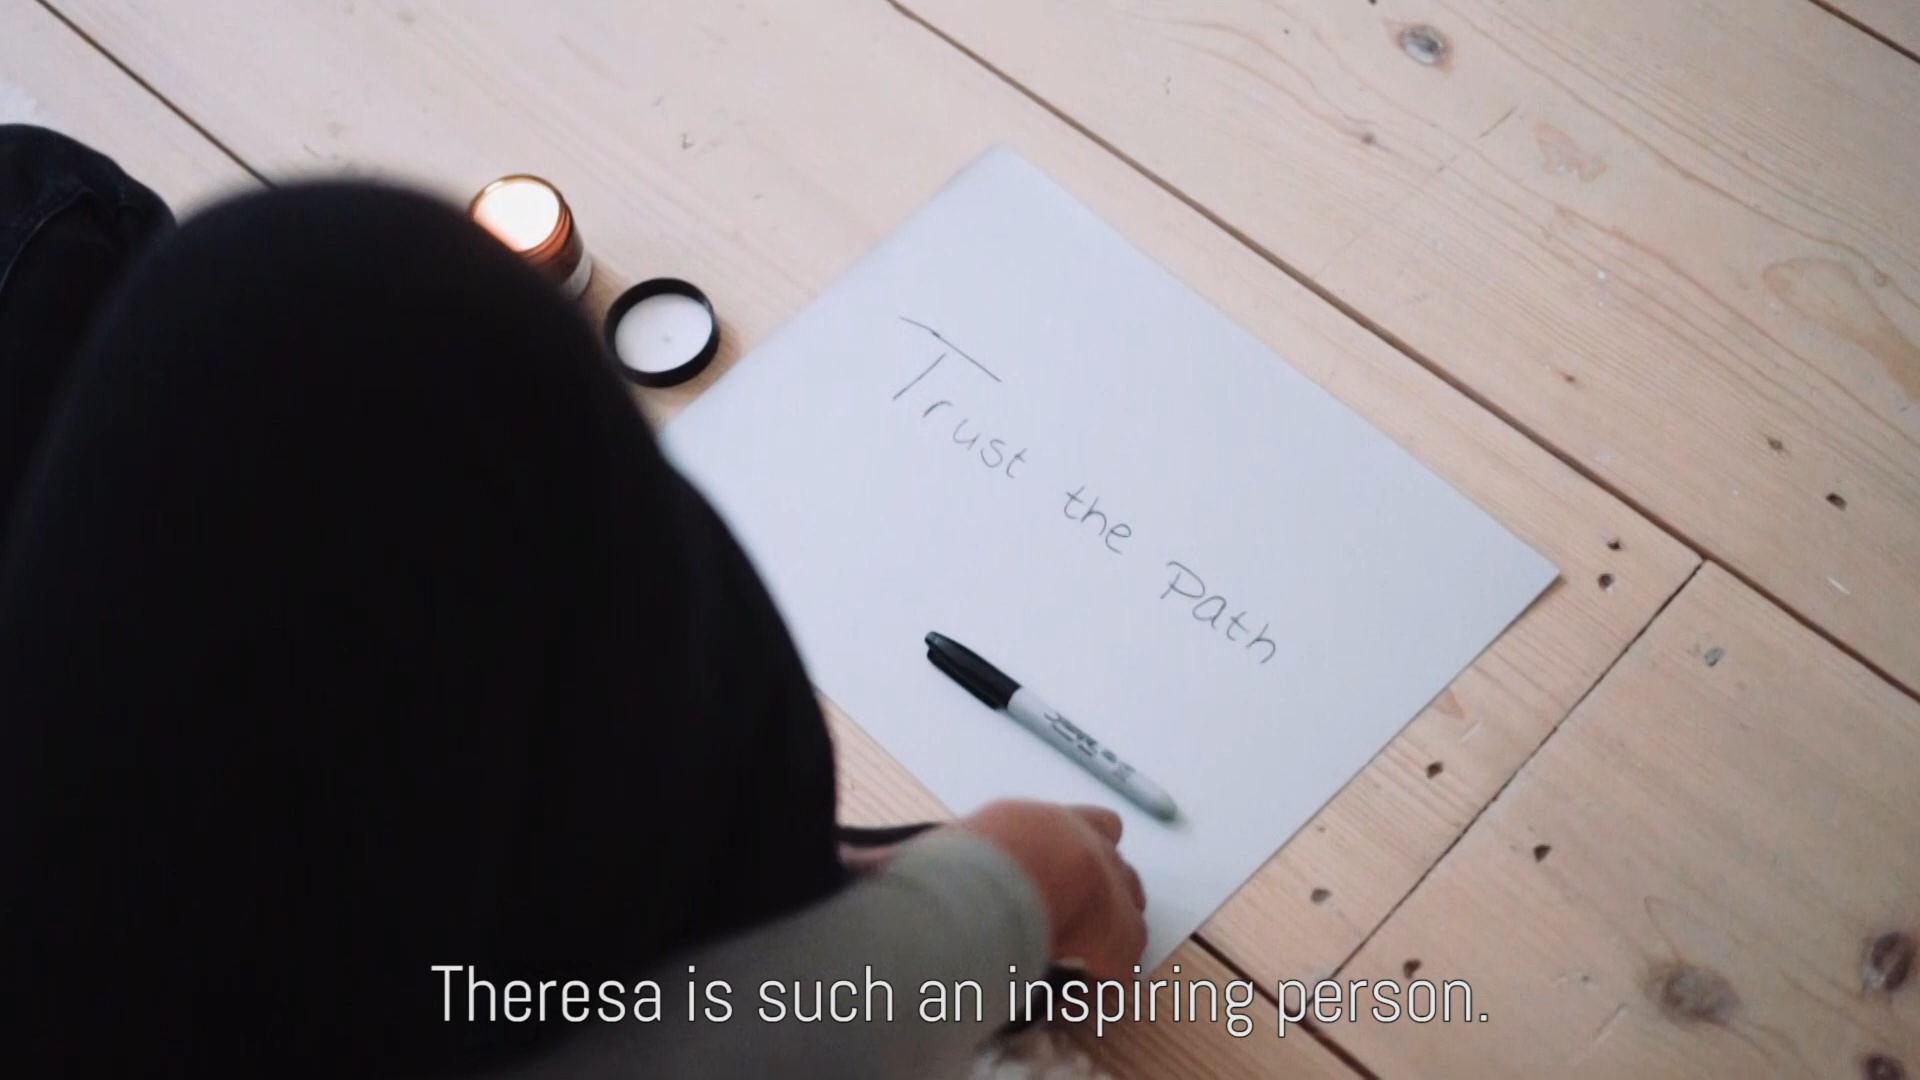 Trust the Path
Theresa is such an inspiring person.